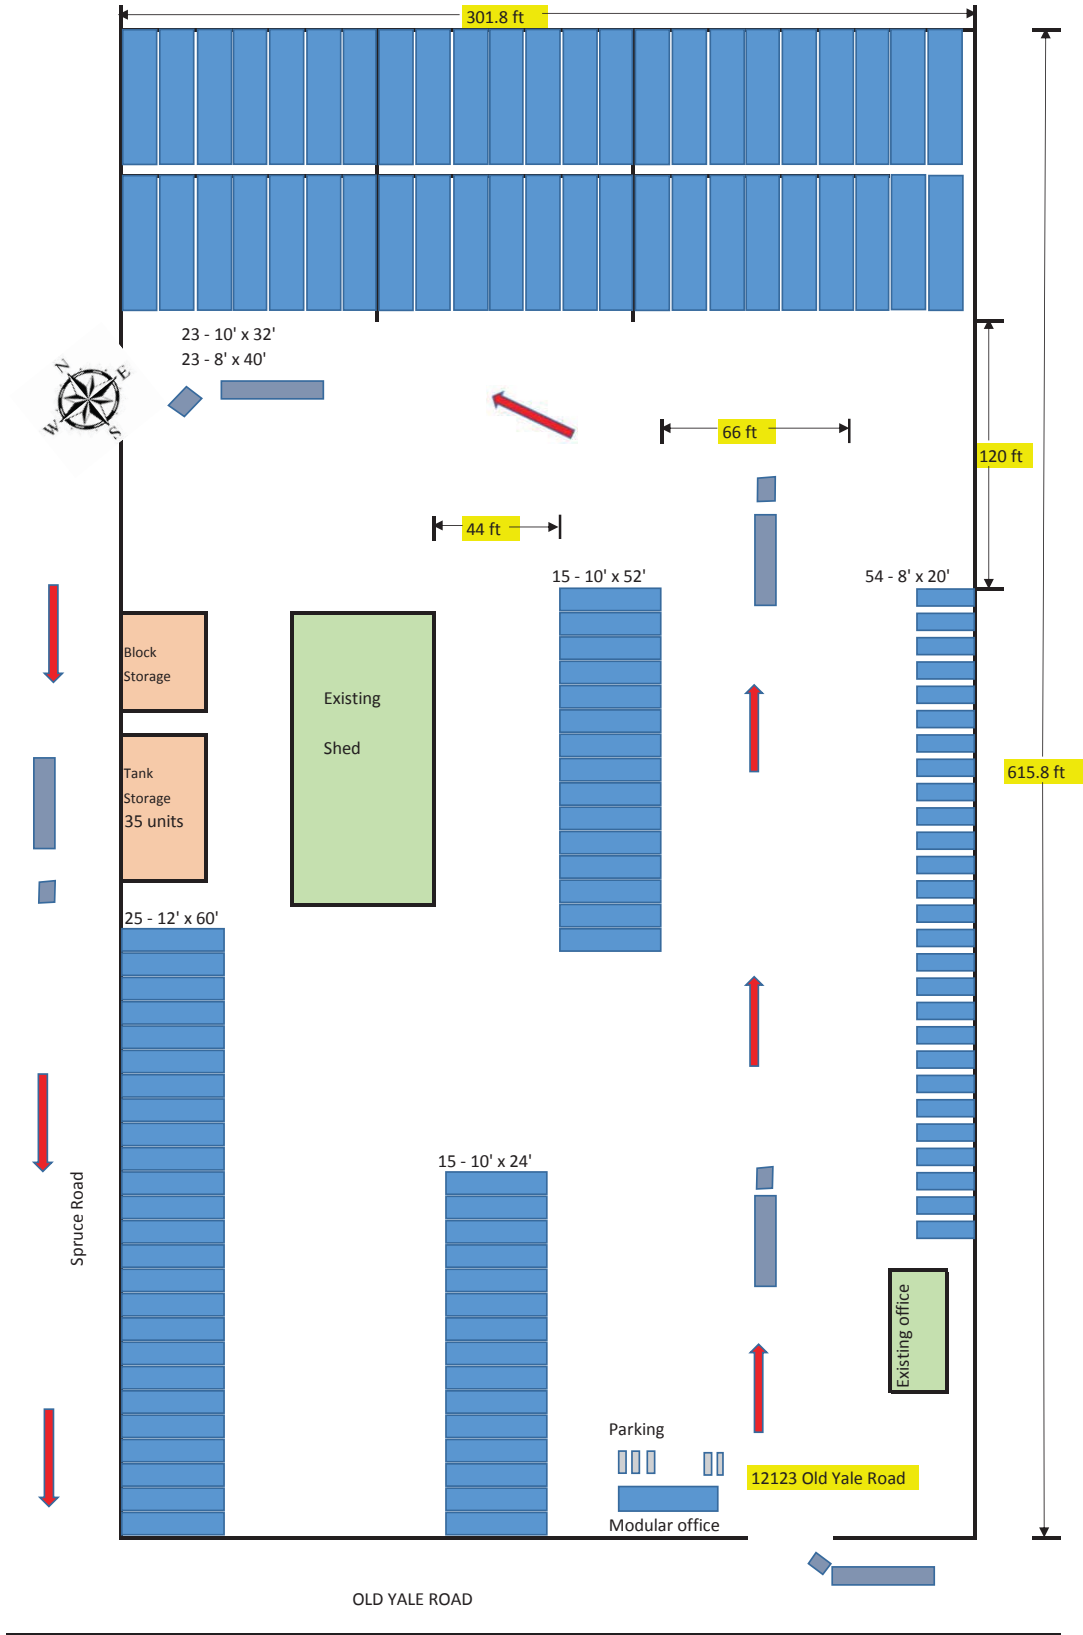 301.8 ft
23 - 10' x 32'
23 - 8' x 40'
N
E
W
S
66 ft
120 ft
44 ft
15 - 10' x 52'
54 - 8' x 20'
Block
Storage
Existing
Shed
Tank
Storage
35 units
615.8 ft
25 - 12' x 60'
15 - 10' x 24'
Spruce Road
Existing office
Parking
12123 Old Yale Road
Modular office
OLD YALE ROAD